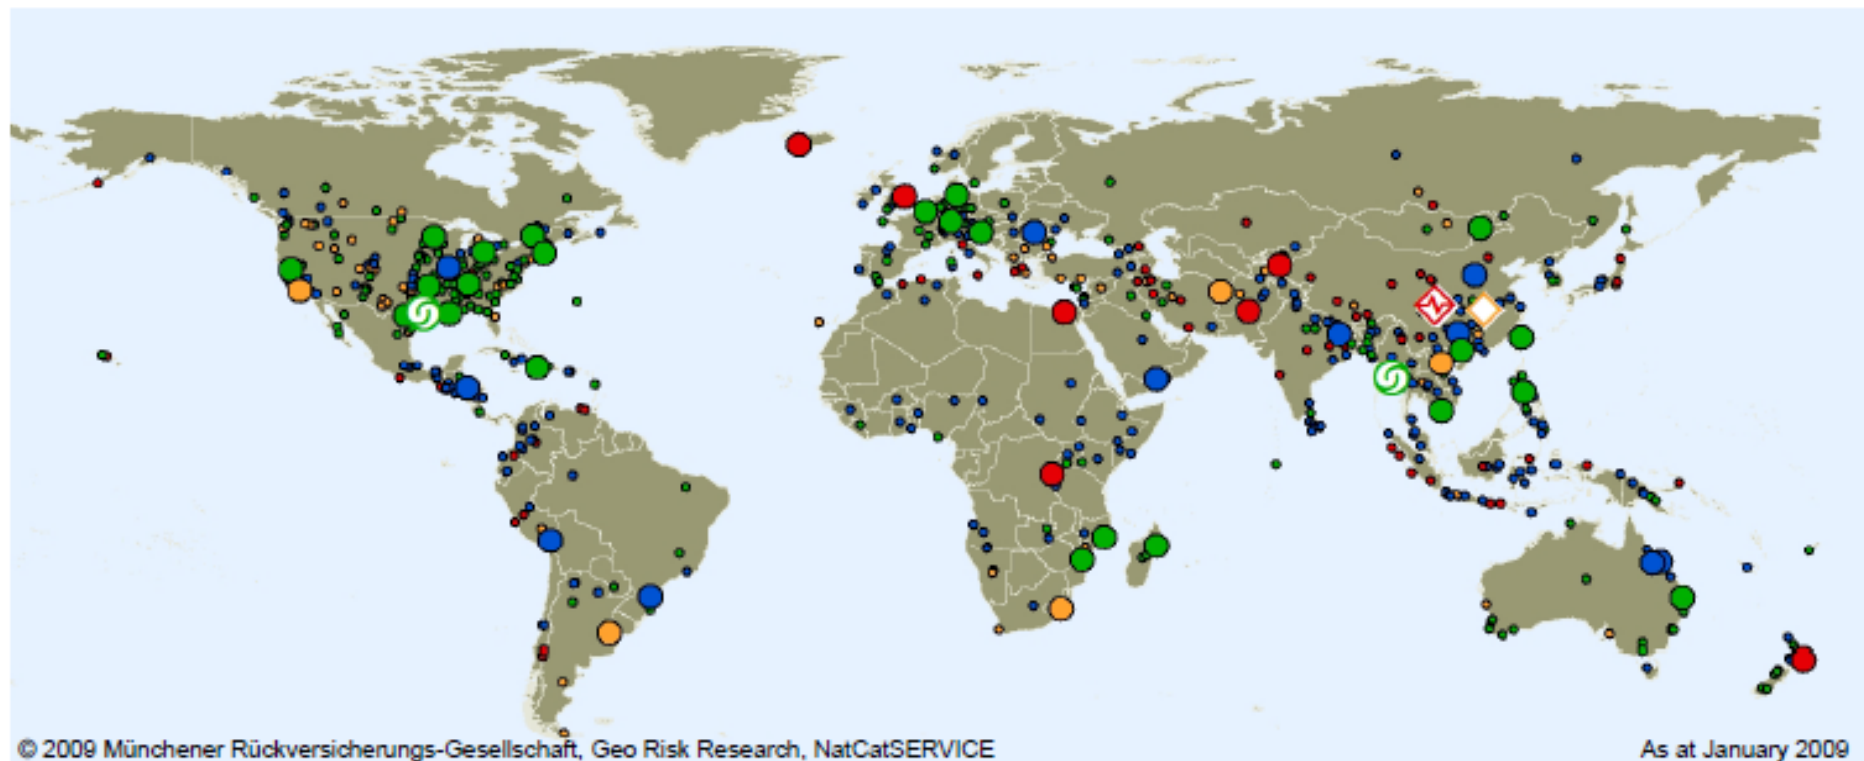 © 2009 Münchener Rückversicherungs-Gesellschaft, Geo Risk Research, NatCatSERVICE
As at January 2009